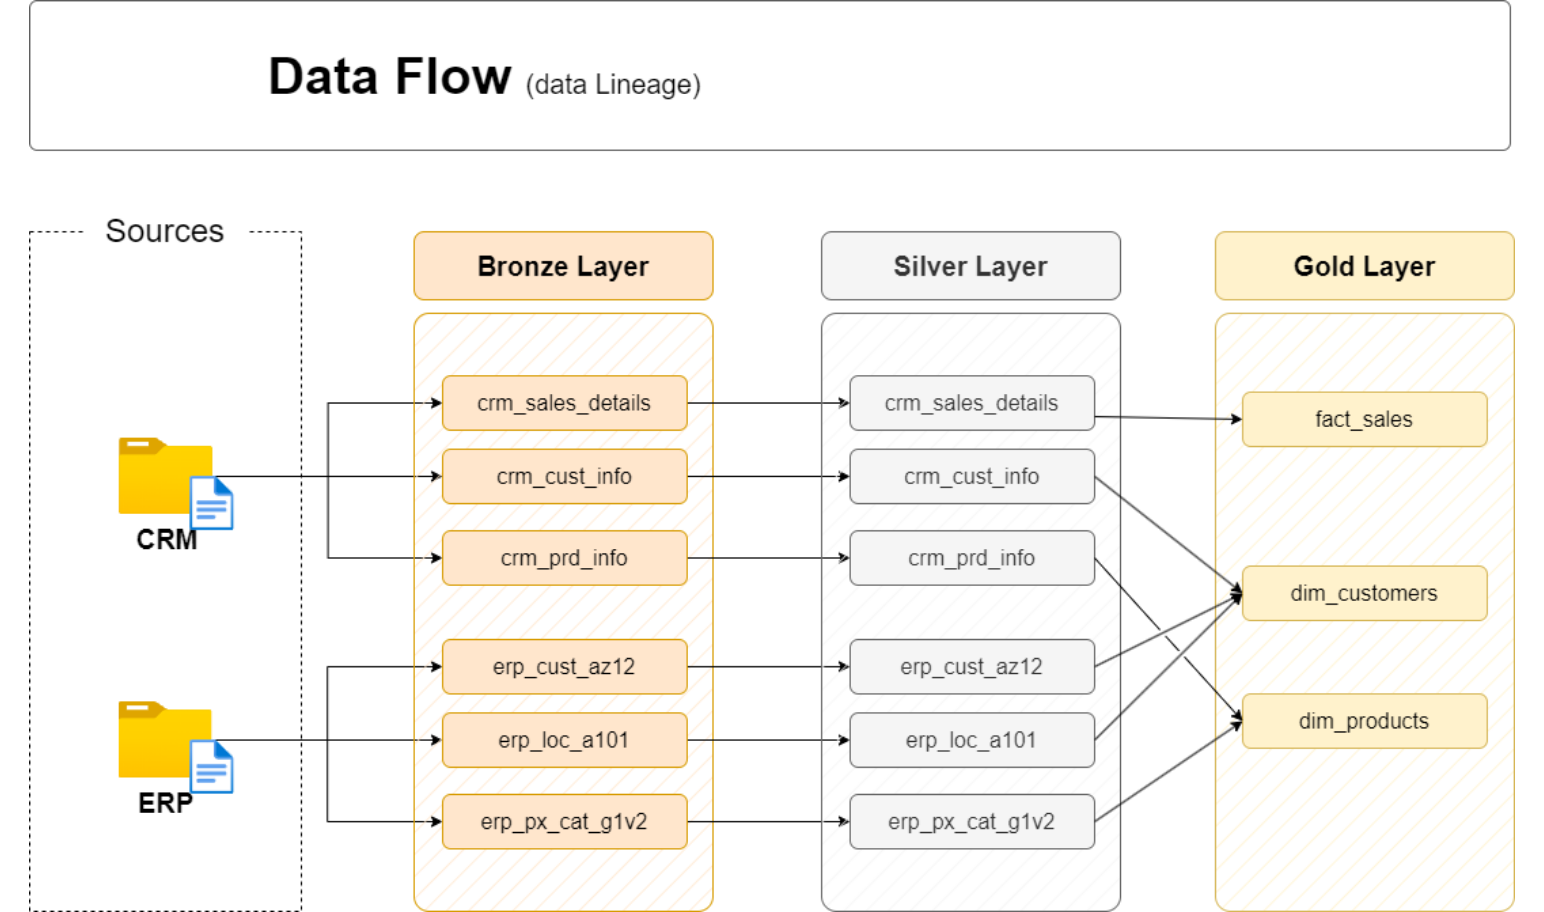 Data Flow (data Lineage)
Sources
Bronze Layer
Silver Layer
Gold Layer
CRM
ERP
crm_sales_details
crm_cust_info
crm_prd_info
erp_cust_az12
erp_loc_a101
erp_px_cat_g1v2
crm_sales_details
crm_cust_info
crm_prd_info
erp_cust_az12
erp_loc_a101
erp_px_cat_g1v2
fact_sales
dim_customers
dim_products